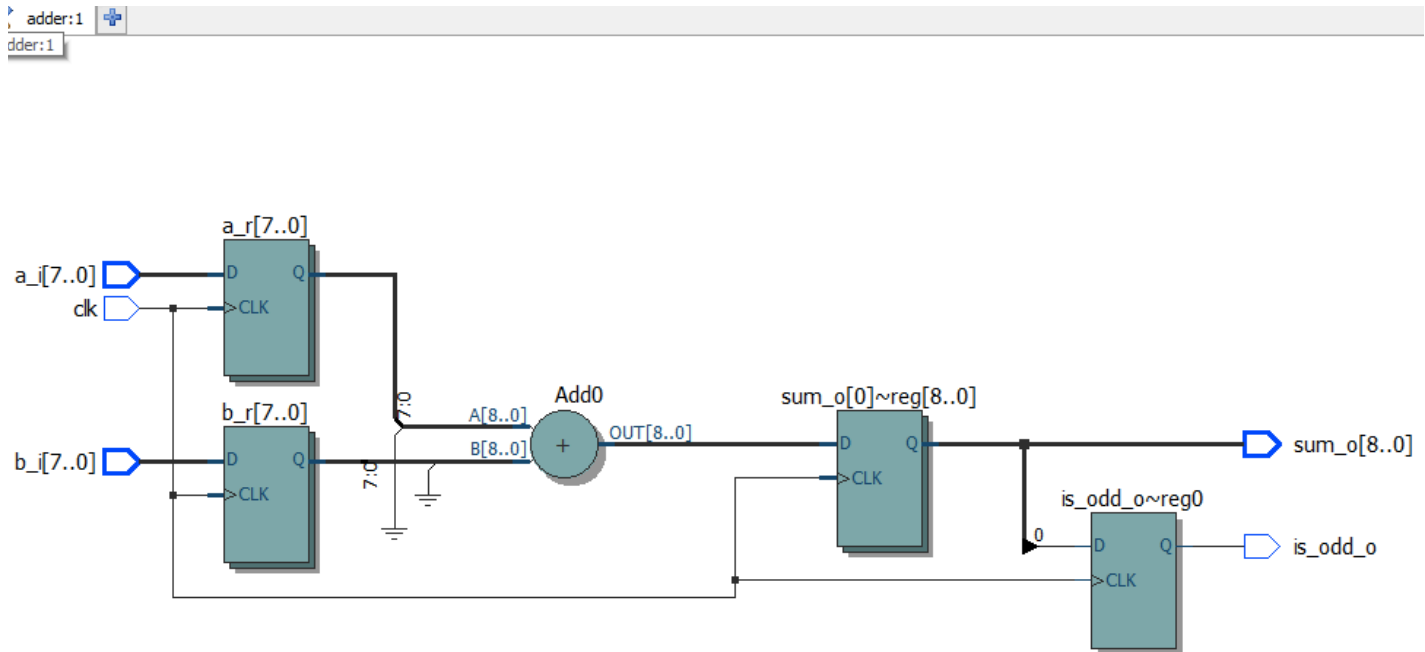 adder:1
dder:1
a_r[7..0]
a_i[7..0]
D
Q
clk
CLK
7:0
Add0
A[8..0]
OUT[8..0]
B[8..0]
+
b_r[7..0]
b_i[7..0]
D
Q
7:0
CLK
sum_o[0]~reg[8..0]
D
Q
sum_o[8..0]
CLK
is_odd_o~reg0
0
D
Q
is_odd_o
CLK